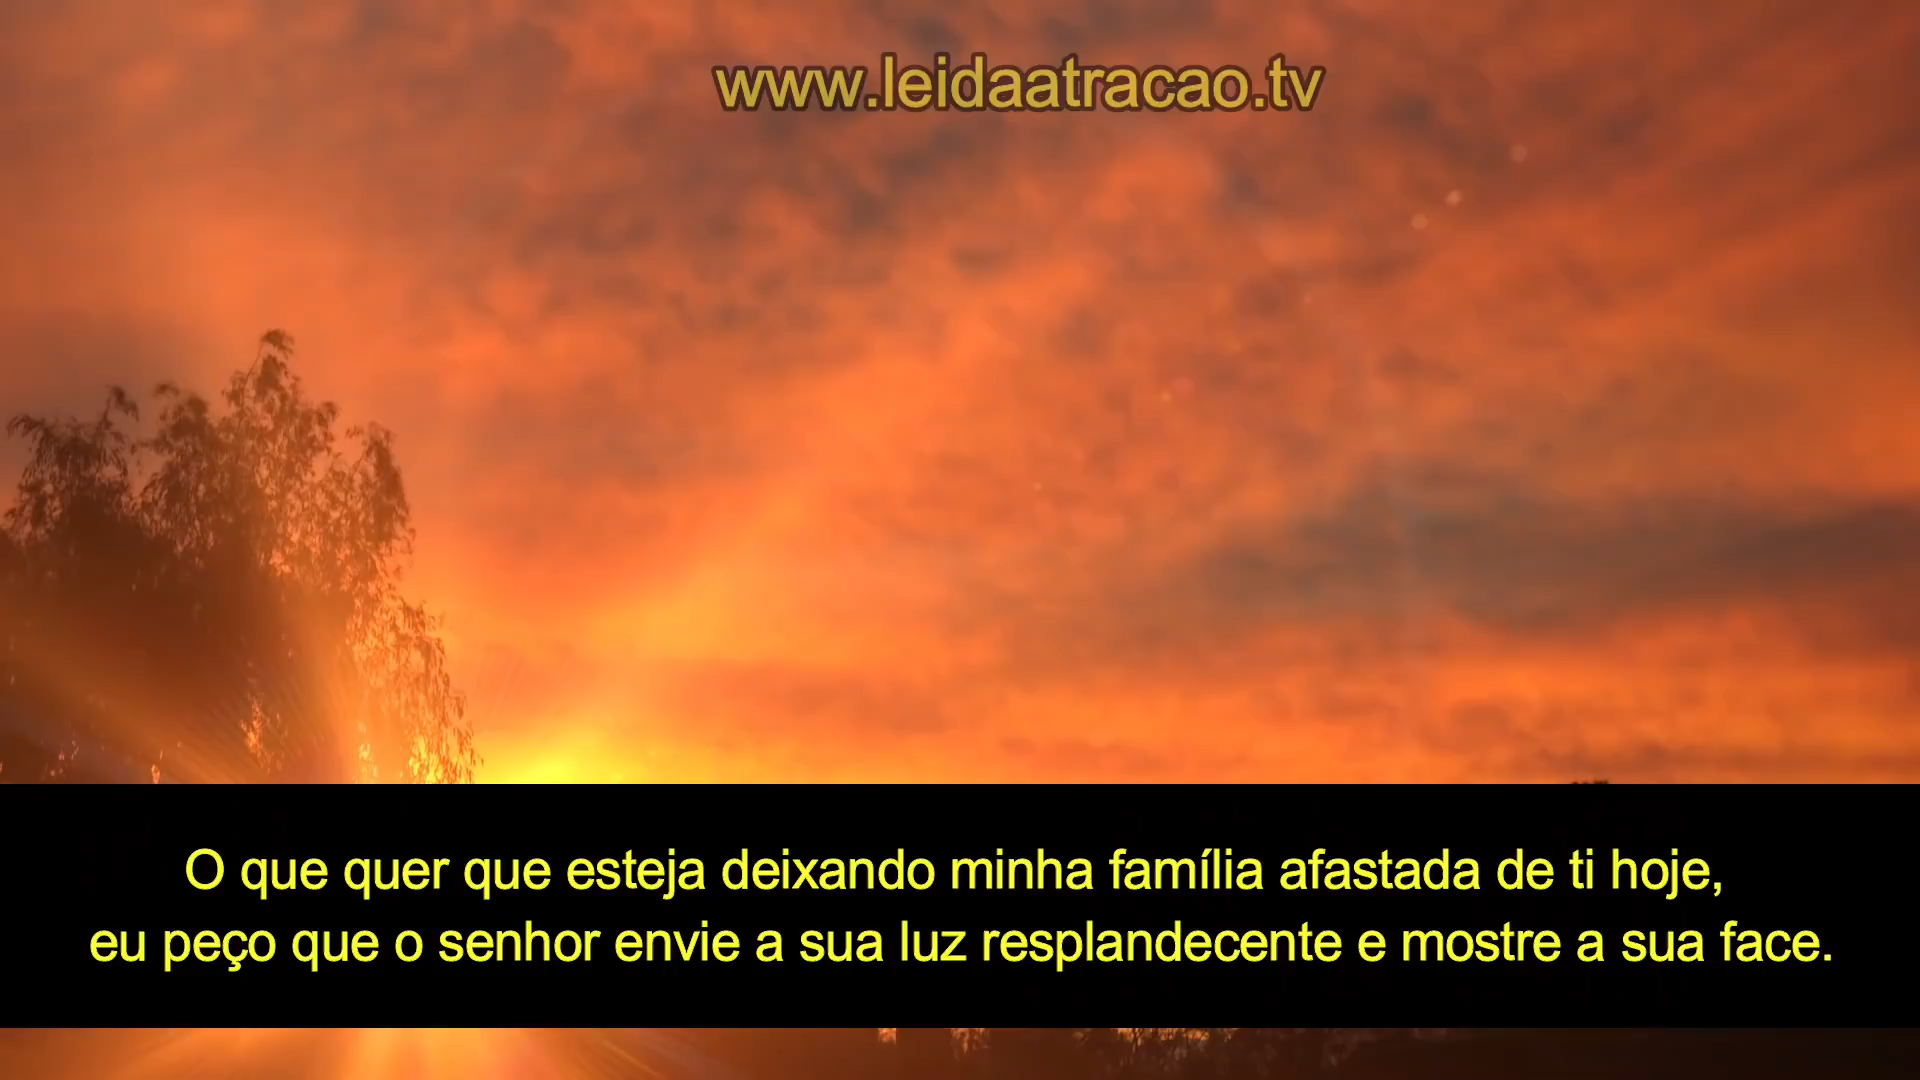 www.leidaatracao.tv
O que quer que esteja deixando minha família afastada de ti hoje,
eu peço que o senhor envie a sua luz resplandecente e mostre a sua face.